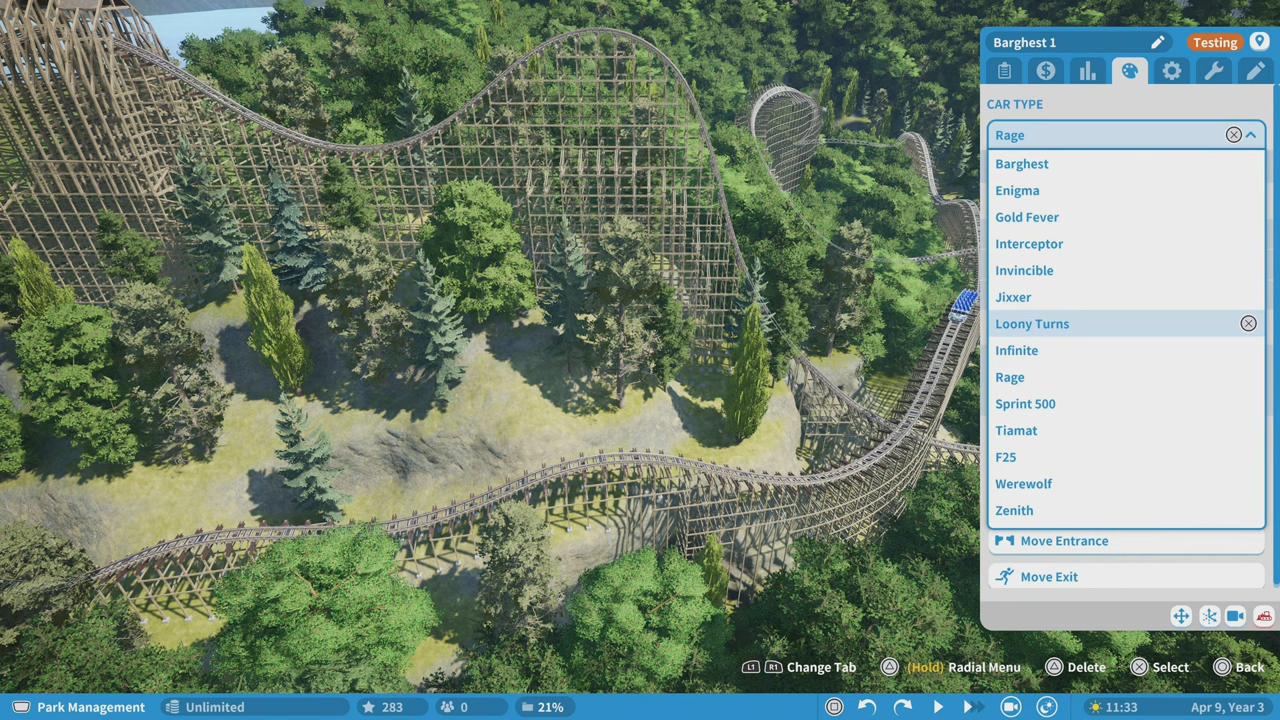 Barghest 1
Testing
CAR TYPE
Rage
Barghest
Enigma
Gold Fever
Interceptor
Invincible
Jixxer
Loony Turns
Infinite
Rage
Sprint 500
Tiamat
F25
Werewolf
Zenith
Move Entrance
Move Exit
L1 R1 Change Tab (Hold) Radial Menu Delete Select Back
Park Management Unlimited 283 0 21% 11:33 Apr 9, Year 3